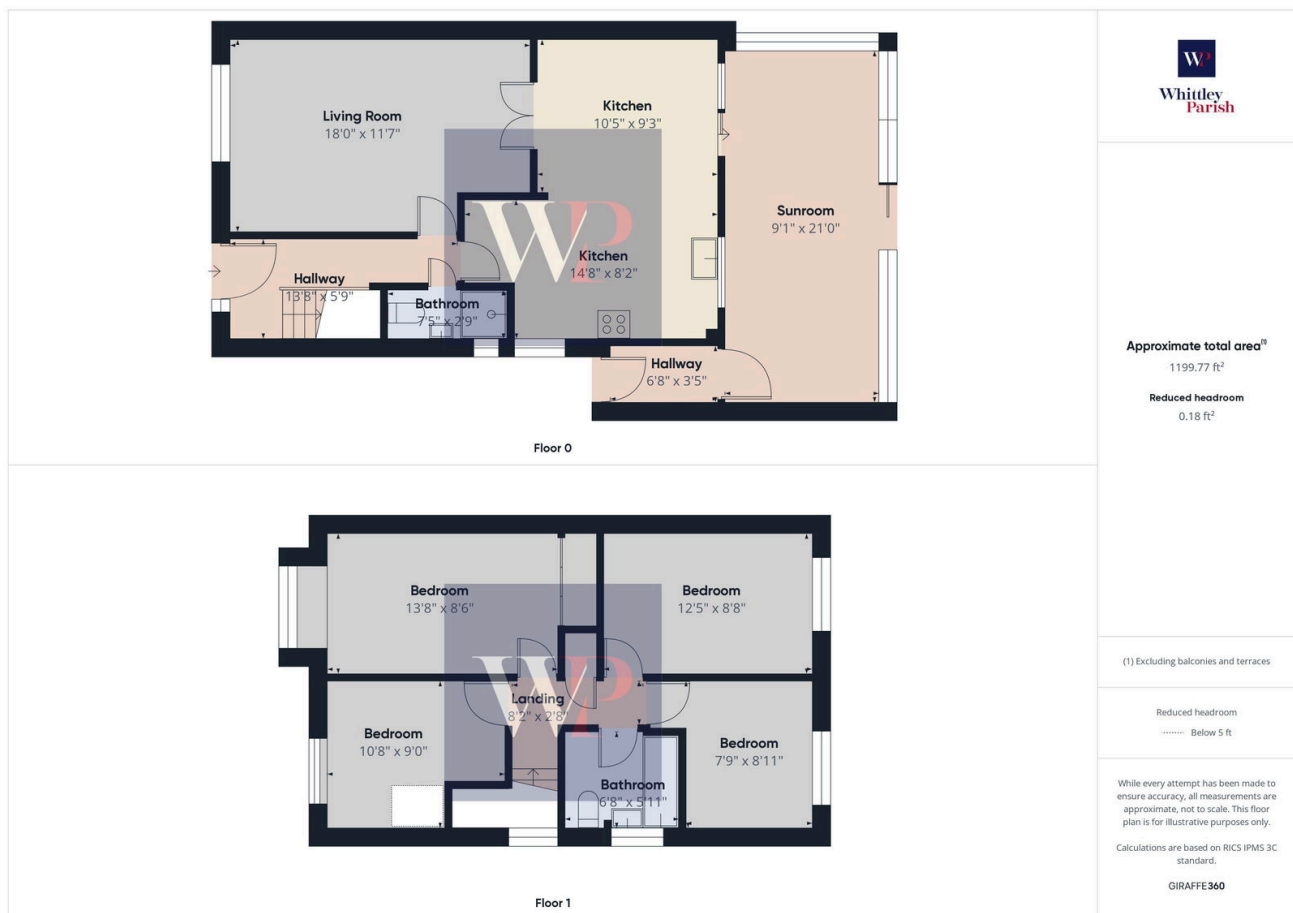 Living Room
18'0" x 11'7"
Kitchen
10'5" x 9'3"
Sunroom
9'1" x 21'0"
Kitchen
14'8" x 8'2"
Hallway
13'8" x 5'9"
Bathroom
7'5" x 2'9"
Hallway
6'8" x 3'5"
WP
Floor 0
Bedroom
13'8" x 8'6"
Bedroom
12'5" x 8'8"
Landing
8'2" x 2'8"
Bedroom
10'8" x 9'0"
Bedroom
7'9" x 8'11"
Bathroom
6'8" x 5'11"
WP
Floor 1
WP
Whittley
Parish
Approximate total area(1)
1199.77 ft²
Reduced headroom
0.18 ft²
(1) Excluding balconies and terraces
Reduced headroom
Below 5 ft
While every attempt has been made to
ensure accuracy, all measurements are
approximate, not to scale. This floor
plan is for illustrative purposes only.
Calculations are based on RICS IPMS 3C
standard.
GIRAFFE360